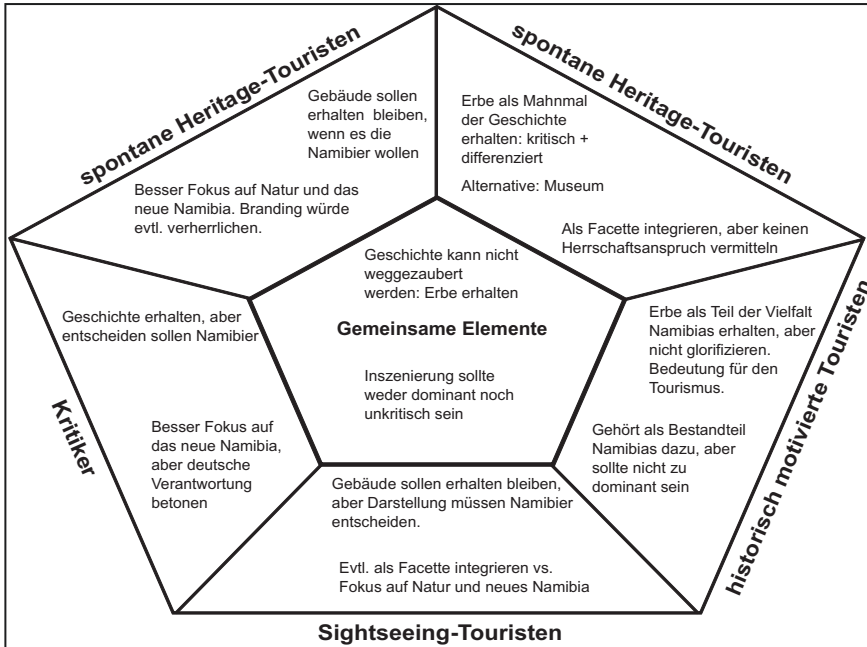 spontane Heritage-Touristen
Gebäude sollen
erhalten bleiben,
wenn es die
Namibier wollen
Besser Fokus auf Natur und das
neue Namibia. Branding würde
evtl. verherrlichen.
spontane Heritage-Touristen
Erbe als Mahnmal
der Geschichte
erhalten: kritisch +
differenziert
Alternative: Museum
Als Facette integrieren, aber keinen
Herrschaftsanspruch vermitteln
Geschichte kann nicht
weggezaubert
werden: Erbe erhalten
Gemeinsame Elemente
Inszenierung sollte
weder dominant noch
unkritisch sein
Kritiker
Geschichte erhalten, aber
entscheiden sollen Namibier
Besser Fokus auf
das neue Namibia,
aber deutsche
Verantwortung
betonen
historisch motivierte Touristen
Erbe als Teil der Vielfalt
Namibias erhalten, aber
nicht glorifizieren.
Bedeutung für den
Tourismus.
Gehört als Bestandteil
Namibias dazu, aber
sollte nicht zu
dominant sein
Gebäude sollen erhalten bleiben,
aber Darstellung müssen Namibier
entscheiden.
Evtl. als Facette integrieren vs.
Fokus auf Natur und neues Namibia
Sightseeing-Touristen